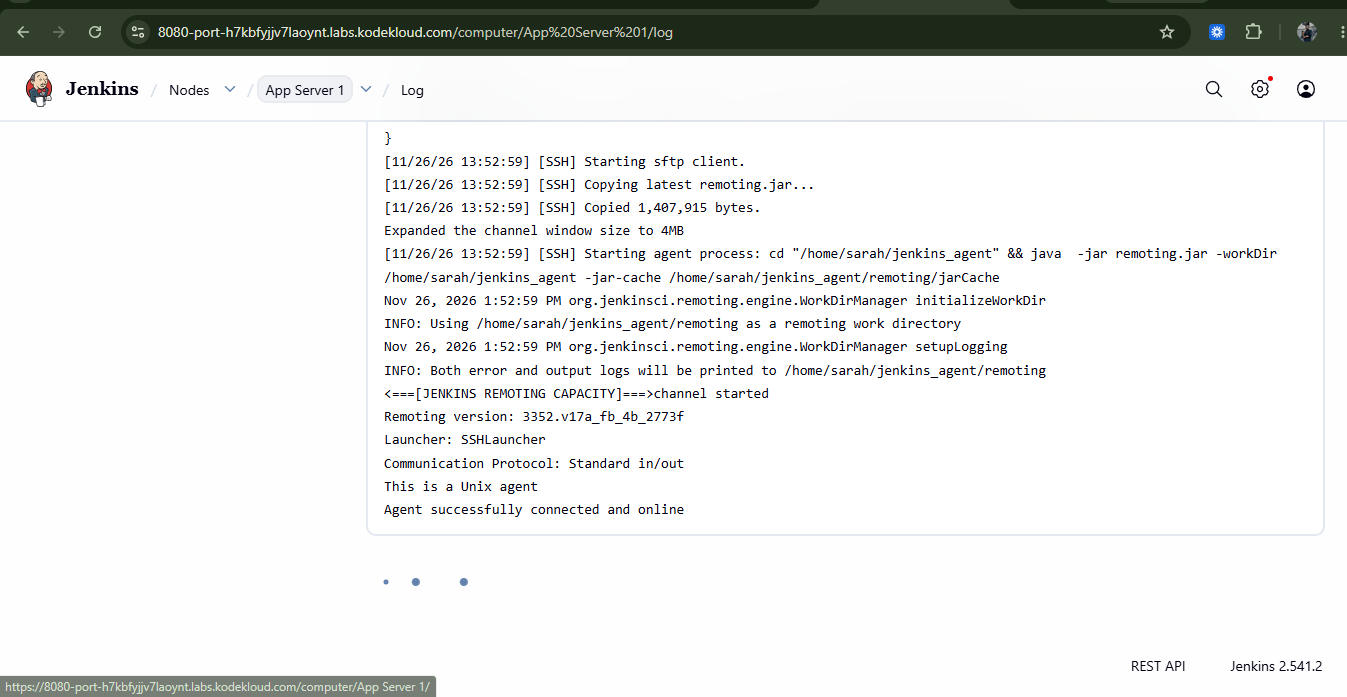 8080-port-h7kbfyjjv7laoynt.labs.kodekloud.com/computer/App%20Server%201/log
Jenkins / Nodes / App Server 1 / Log
}
[11/26/26 13:52:59] [SSH] Starting sftp client.
[11/26/26 13:52:59] [SSH] Copying latest remoting.jar...
[11/26/26 13:52:59] [SSH] Copied 1,407,915 bytes.
Expanded the channel window size to 4MB
[11/26/26 13:52:59] [SSH] Starting agent process: cd "/home/sarah/jenkins_agent" && java  -jar remoting.jar -workDir
/home/sarah/jenkins_agent -jar-cache /home/sarah/jenkins_agent/remoting/jarCache
Nov 26, 2026 1:52:59 PM org.jenkinsci.remoting.engine.WorkDirManager initializeWorkDir
INFO: Using /home/sarah/jenkins_agent/remoting as a remoting work directory
Nov 26, 2026 1:52:59 PM org.jenkinsci.remoting.engine.WorkDirManager setupLogging
INFO: Both error and output logs will be printed to /home/sarah/jenkins_agent/remoting
<===[JENKINS REMOTING CAPACITY]===>channel started
Remoting version: 3352.v17a_fb_4b_2773f
Launcher: SSHLauncher
Communication Protocol: Standard in/out
This is a Unix agent
Agent successfully connected and online
REST API Jenkins 2.541.2
https://8080-port-h7kbfyjjv7laoynt.labs.kodekloud.com/computer/App Server 1/